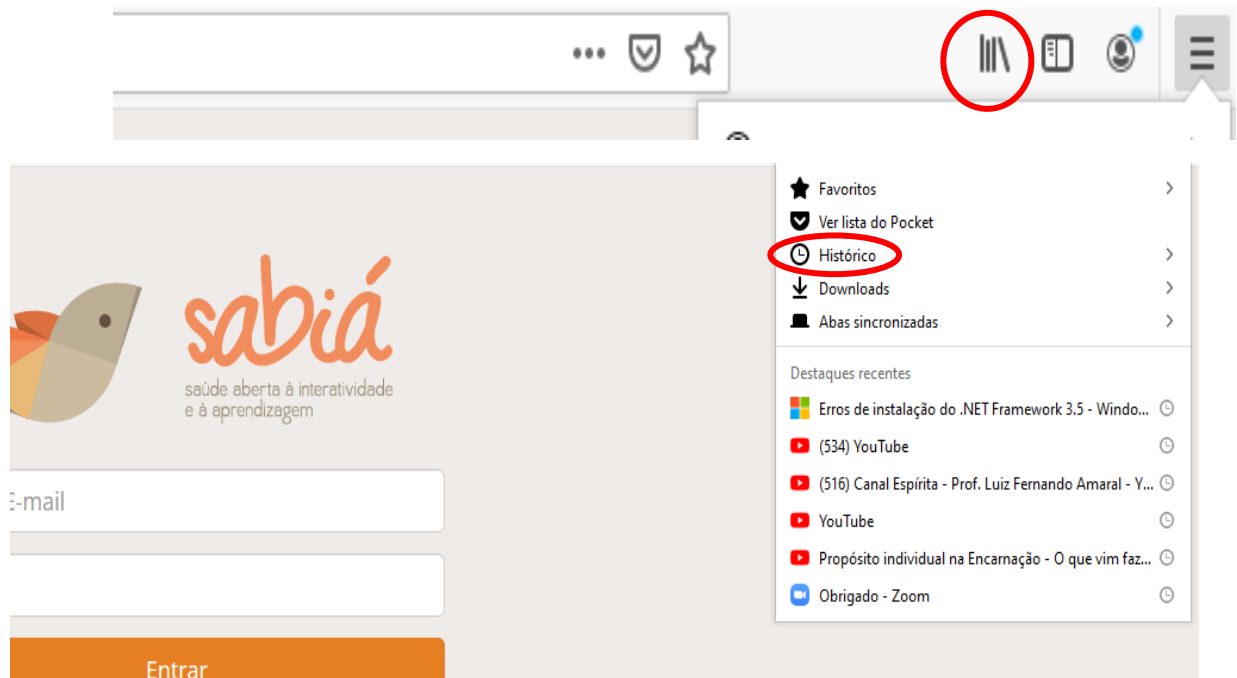 Favoritos
Ver lista do Pocket
Histórico
Downloads
Abas sincronizadas
Destaques recentes
Erros de instalação do .NET Framework 3.5 - Windo...
(534) YouTube
(516) Canal Espírita - Prof. Luiz Fernando Amaral - Y...
YouTube
Propósito individual na Encarnação - O que vim faz...
Obrigado - Zoom
sabiá
saúde aberta à interatividade
e à aprendizagem
E-mail
Entrar